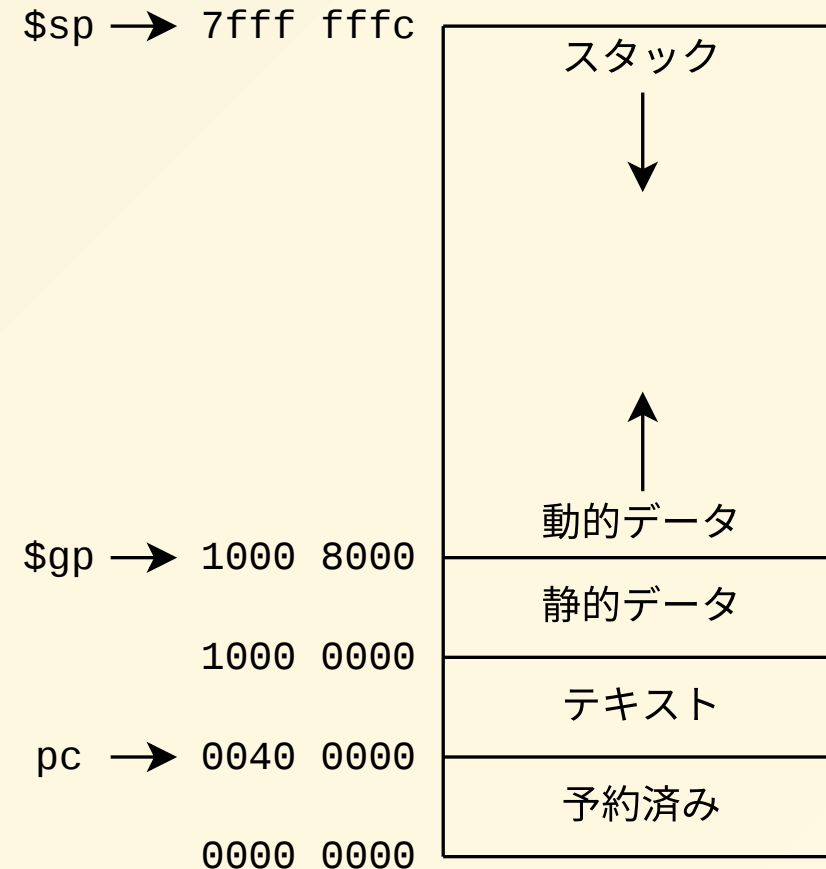 $sp 7fff fffc
スタック
動的データ
$gp 1000 8000
静的データ
1000 0000
テキスト
pc 0040 0000
予約済み
0000 0000